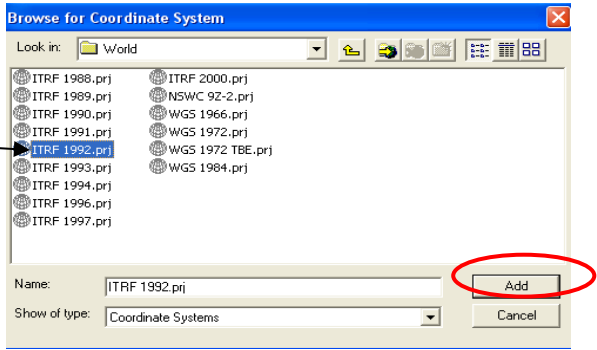 Browse for Coordinate System
Look in: World
ITRF 1988.prj
ITRF 1989.prj
ITRF 1990.prj
ITRF 1991.prj
ITRF 1992.prj
ITRF 1993.prj
ITRF 1994.prj
ITRF 1996.prj
ITRF 1997.prj
ITRF 2000.prj
NSWC 9Z-2.prj
WGS 1966.prj
WGS 1972.prj
WGS 1972 TBE.prj
WGS 1984.prj
Name: ITRF 1992.prj Add
Show of type: Coordinate Systems Cancel